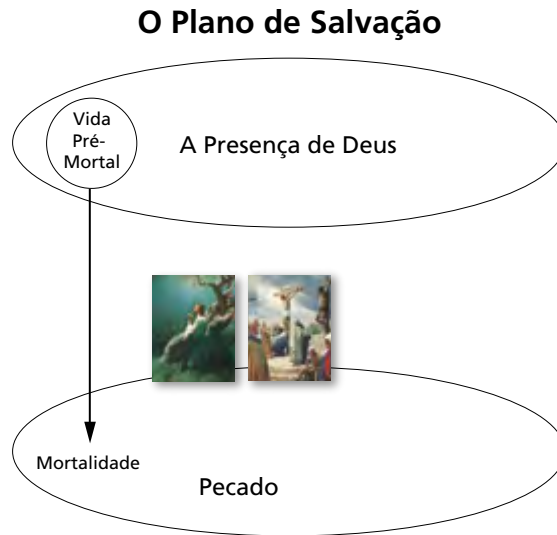 O Plano de Salvação
Vida
Pré-
Mortal
A Presença de Deus
Mortalidade
Pecado